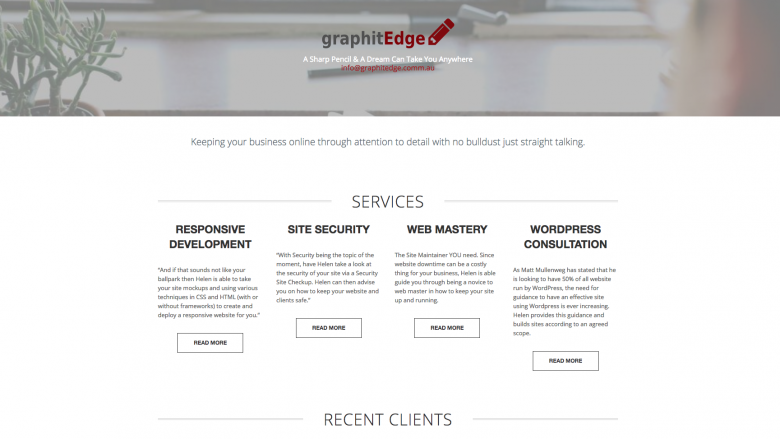 graphitEdge
A Sharp Pencil & A Dream Can Take You Anywhere
info@graphitedge.comm.au
Keeping your business online through attention to detail with no bulldust just straight talking.
SERVICES
RESPONSIVE
DEVELOPMENT
"And if that sounds not like your
ballpark then Helen is able to take
your site mockups and using various
techniques in CSS and HTML (with or
without frameworks) to create and
deploy a responsive website for you."
READ MORE
SITE SECURITY
"With Security being the topic of the
moment, have Helen take a look at
the security of your site via a Security
Site Checkup. Helen can then advise
you on how to keep your website and
clients safe."
READ MORE
WEB MASTERY
The Site Maintainer YOU need. Since
website downtime can be a costly
thing for your business, Helen is able
guide you through being a novice to
web master in how to keep your site
up and running.
READ MORE
WORDPRESS
CONSULTATION
As Matt Mullenweg has stated that he
is looking to have 50% of all website
run by WordPress, the need for
guidance to have an effective site
using Wordpress is ever increasing.
Helen provides this guidance and
builds sites according to an agreed
scope.
READ MORE
RECENT CLIENTS